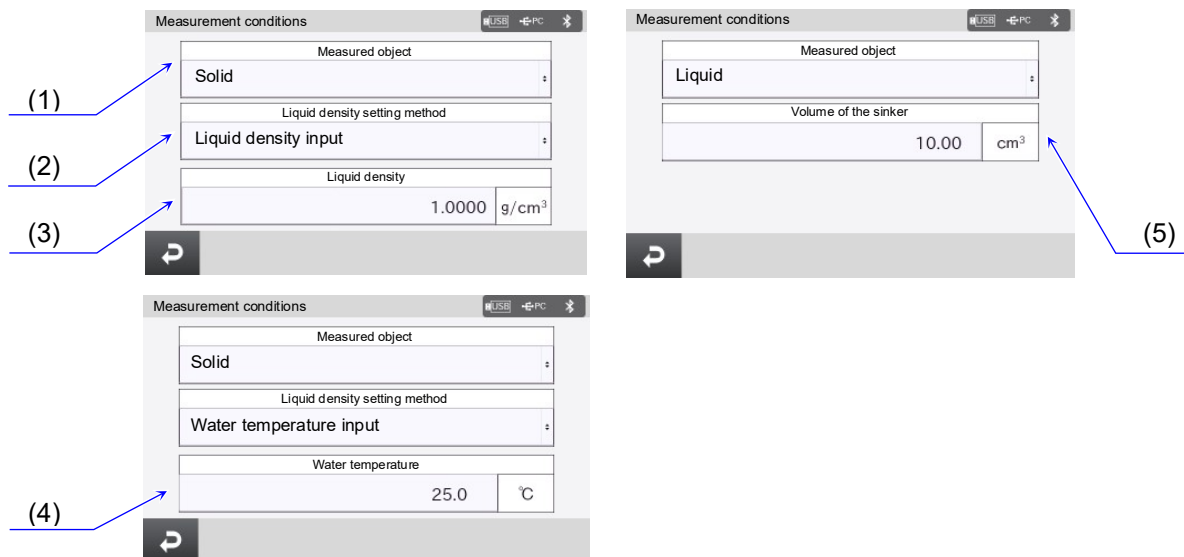 Measurement conditions
USB PC
Measured object
Solid
(1)
Liquid density setting method
Liquid density input
(2)
Liquid density
1.0000 g/cm³
(3)
Measurement conditions
USB PC
Measured object
Liquid
Volume of the sinker
10.00 cm³
(5)
Measurement conditions
USB PC
Measured object
Solid
Liquid density setting method
Water temperature input
Water temperature
25.0 °C
(4)